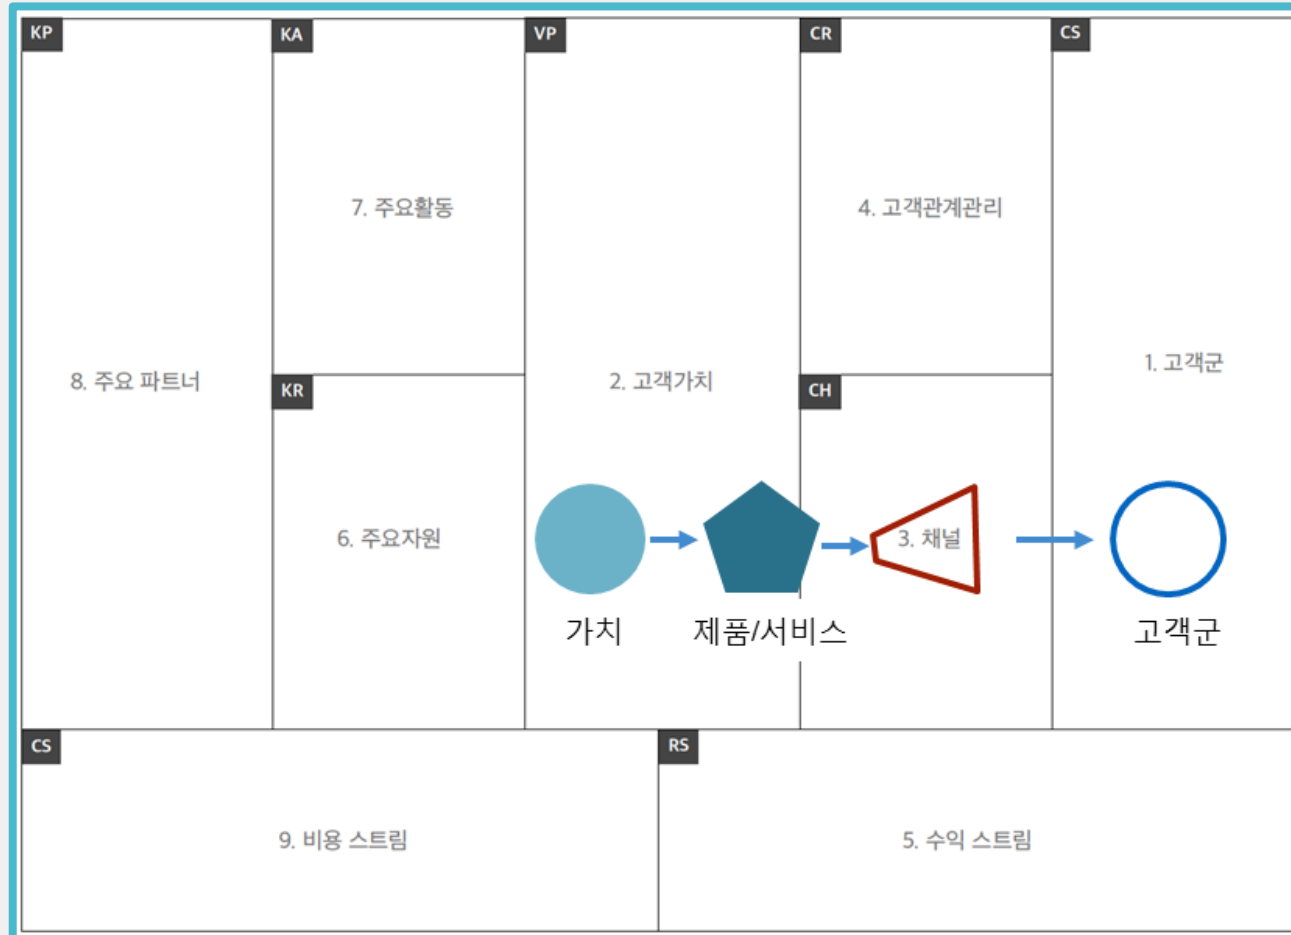 KP
8. 주요 파트너
KA
7. 주요활동
KR
6. 주요자원
VP
2. 고객가치
가치
제품/서비스
CR
4. 고객관계관리
CH
3. 채널
CS
1. 고객군
고객군
CS
9. 비용 스트림
RS
5. 수익 스트림